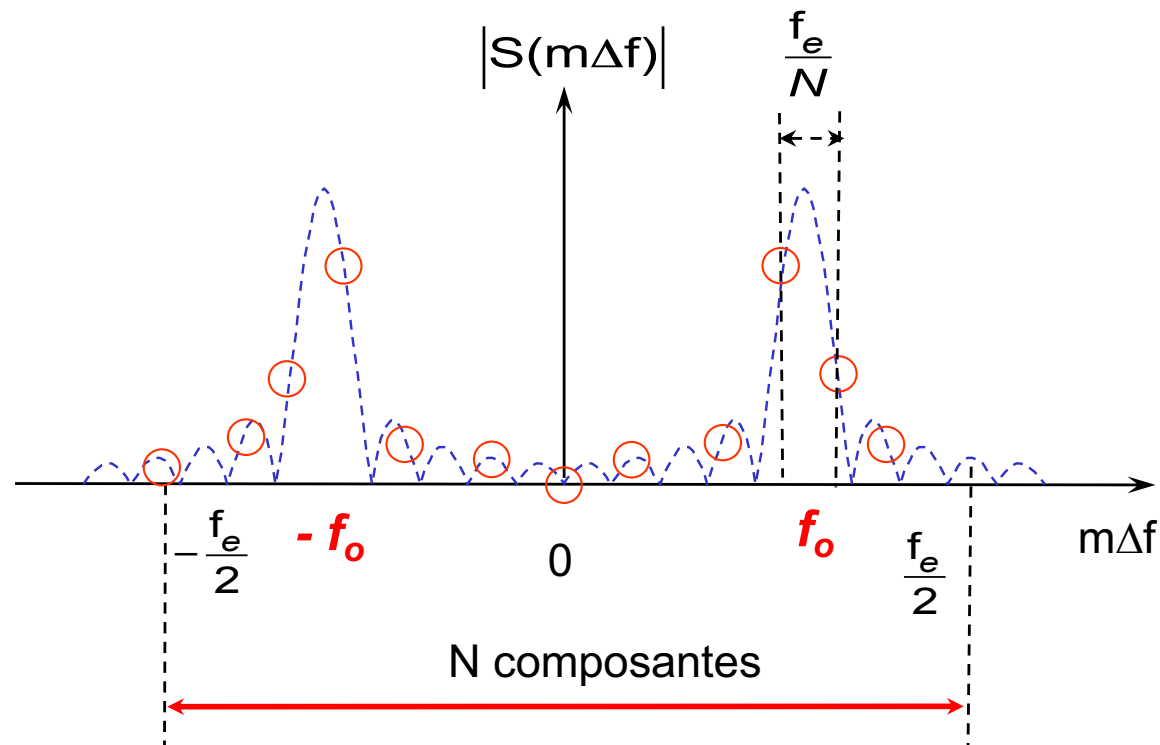 |S(mΔf)|
f_e/N
-f_e/2
- f_o
0
f_o
f_e/2
mΔf
N composantes